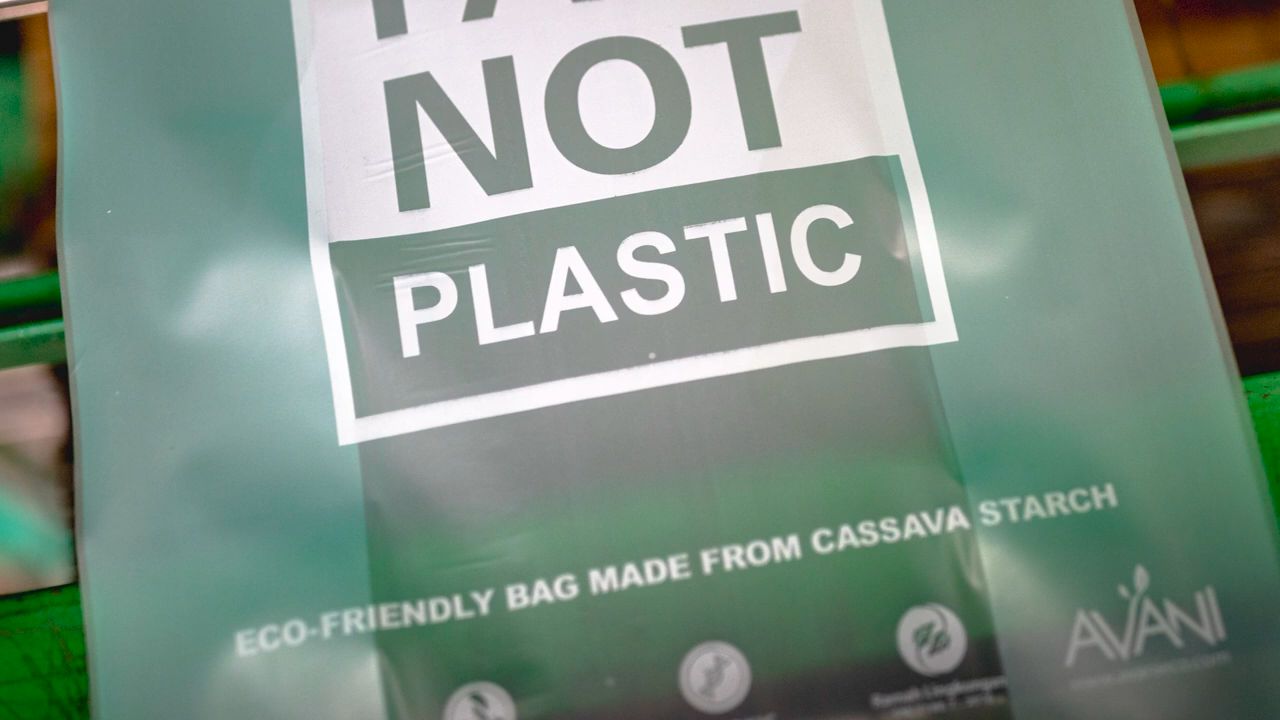 NOT
PLASTIC
ECO-FRIENDLY BAG MADE FROM CASSAVA STARCH
AVANI